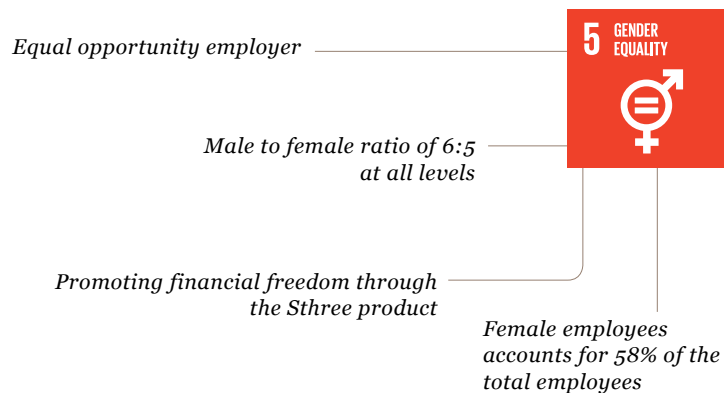 Equal opportunity employer
5 GENDER
EQUALITY
Male to female ratio of 6:5
at all levels
Promoting financial freedom through
the Sthree product
Female employees
accounts for 58% of the
total employees